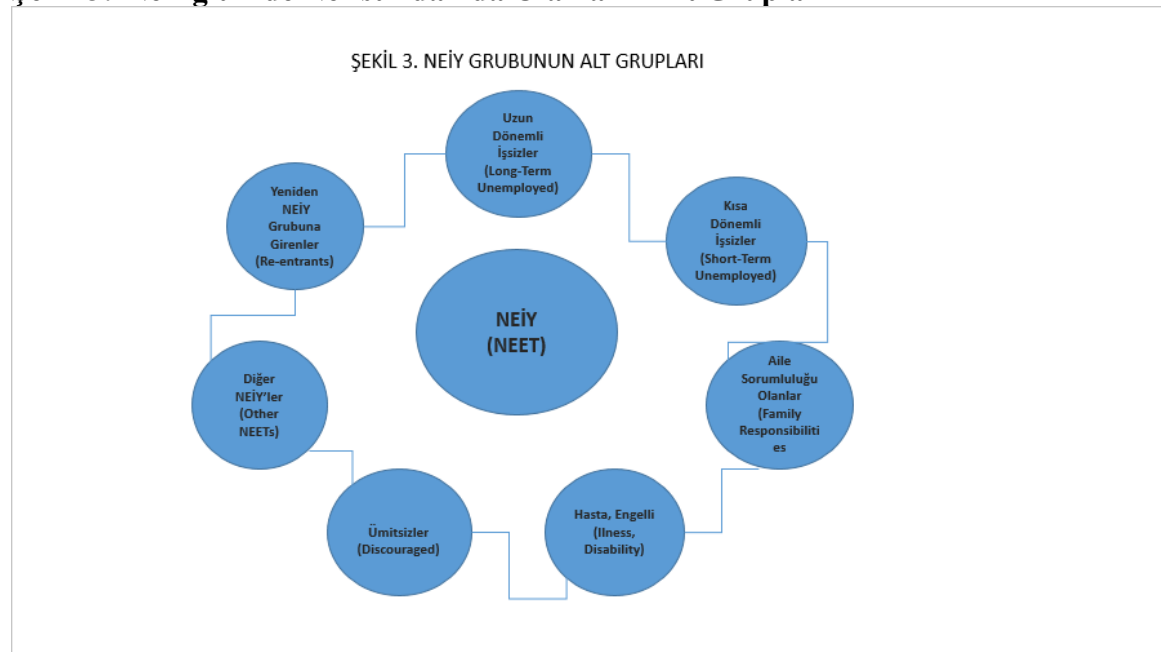 ŞEKİL 3. NEİY GRUBUNUN ALT GRUPLARI
Uzun
Dönemli
İşsizler
(Long-Term
Unemployed)
Kısa
Dönemli
İşsizler
(Short-Term
Unemployed)
Aile
Sorumluluğu
Olanlar
(Family
Responsibiliti
es
Hasta, Engelli
(Ilness,
Disability)
Ümitsizler
(Discouraged)
Diğer
NEİY'ler
(Other
NEETs)
Yeniden
NEİY
Grubuna
Girenler
(Re-entrants)
NEİY
(NEET)